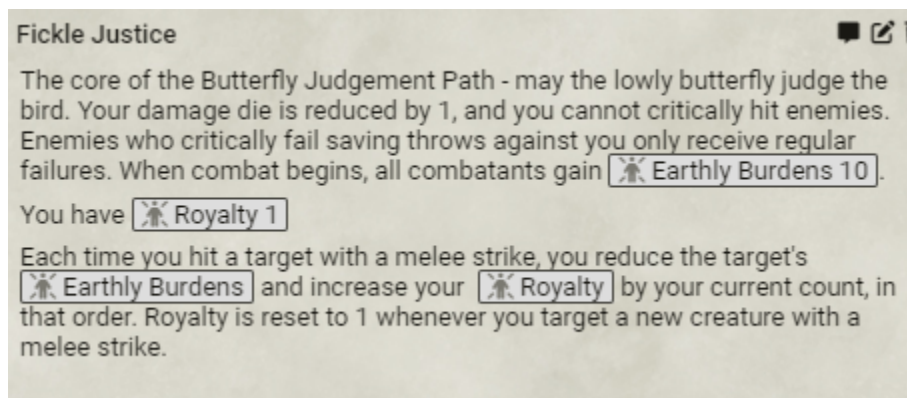 Fickle Justice
The core of the Butterfly Judgement Path - may the lowly butterfly judge the
bird. Your damage die is reduced by 1, and you cannot critically hit enemies.
Enemies who critically fail saving throws against you only receive regular
failures. When combat begins, all combatants gain Earthly Burdens 10.
You have Royalty 1
Each time you hit a target with a melee strike, you reduce the target's
Earthly Burdens and increase your Royalty by your current count, in
that order. Royalty is reset to 1 whenever you target a new creature with a
melee strike.